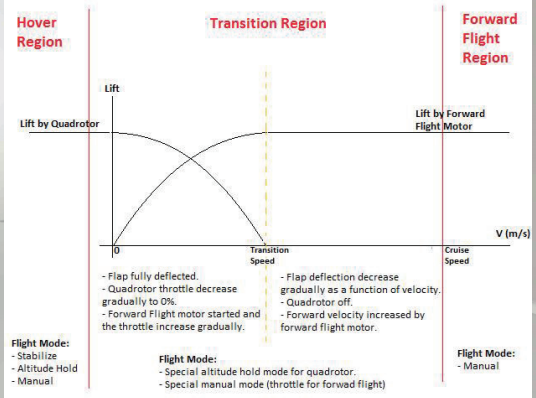 Hover
Region
Transition Region
Forward
Flight
Region
Lift
Lift by Quadrotor
Lift by Forward
Flight Motor
V (m/s)
0
Transition
Speed
Cruise
Speed
- Flap fully deflected.
- Quadrotor throttle decrease
gradually to 0%.
- Forward Flight motor started and
the throttle increase gradually.
- Flap deflection decrease
gradually as a function of velocity.
- Quadrotor off.
- Forward velocity increased by
forward flight motor.
Flight Mode:
- Stabilize
- Altitude Hold
- Manual
Flight Mode:
- Special altitude hold mode for quadrotor.
- Special manual mode (throttle for forwad flight)
Flight Mode:
- Manual